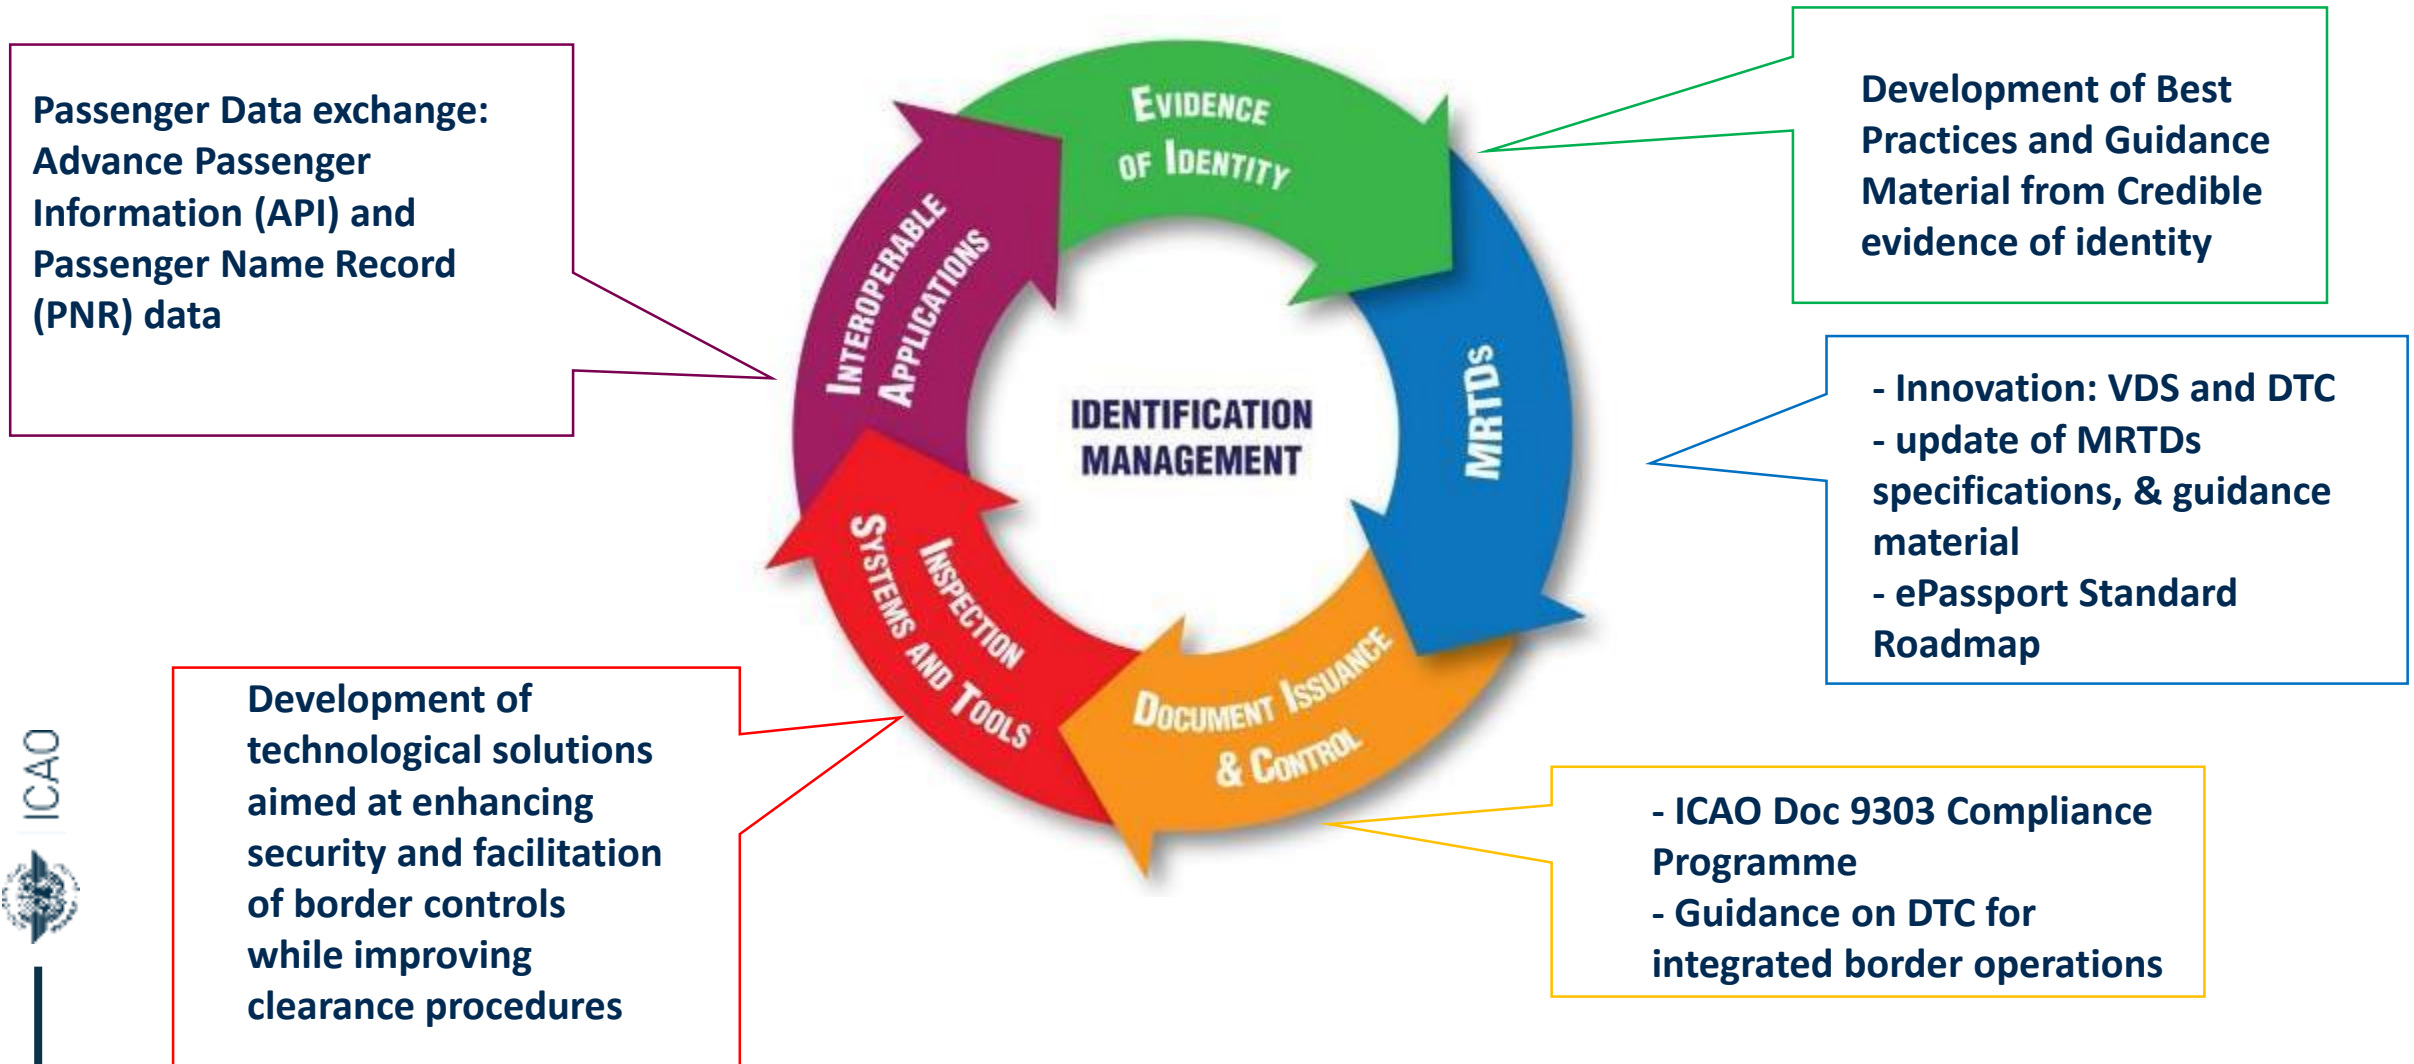 Passenger Data exchange:
Advance Passenger
Information (API) and
Passenger Name Record
(PNR) data
EVIDENCE
OF IDENTITY
Development of Best
Practices and Guidance
Material from Credible
evidence of identity
INTEROPERABLE
APPLICATIONS
IDENTIFICATION
MANAGEMENT
MRTDs
- Innovation: VDS and DTC
- update of MRTDs
specifications, & guidance
material
- ePassport Standard
Roadmap
INSPECTION
SYSTEMS AND TOOLS
DOCUMENT ISSUANCE
& CONTROL
Development of
technological solutions
aimed at enhancing
security and facilitation
of border controls
while improving
clearance procedures
- ICAO Doc 9303 Compliance
Programme
- Guidance on DTC for
integrated border operations
ICAO